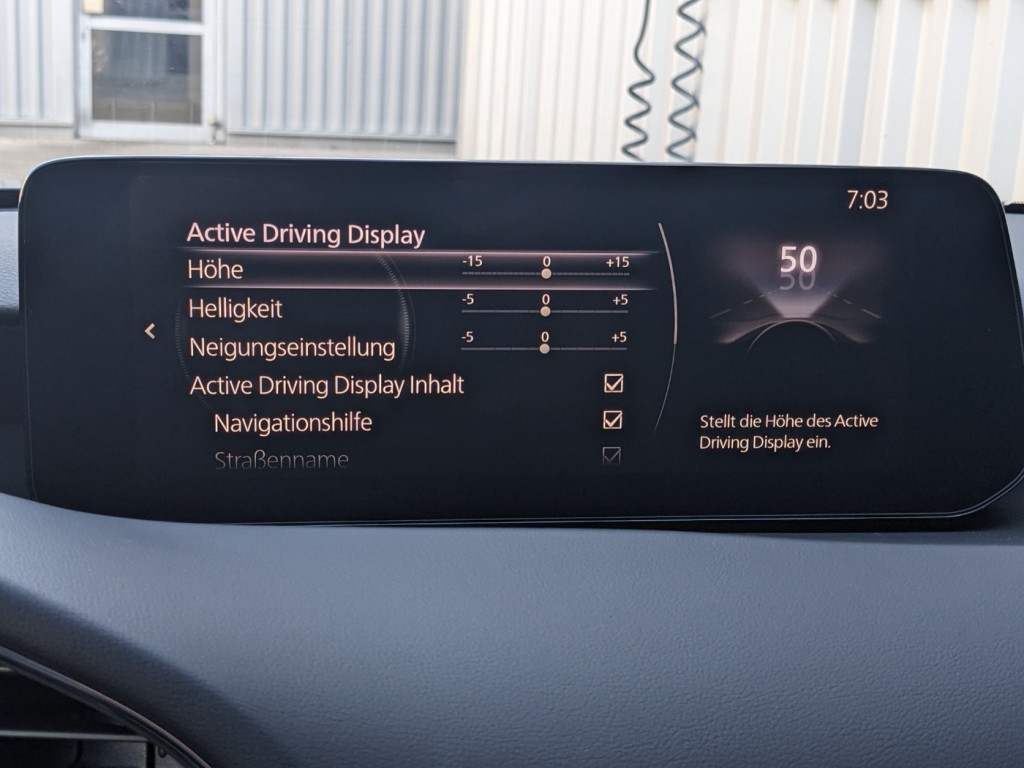 7:03
Active Driving Display
Höhe -15 0 +15
Helligkeit -5 0 +5
Neigungseinstellung -5 0 +5
Active Driving Display Inhalt
Navigationshilfe
Straßenname
50
50
Stellt die Höhe des Active
Driving Display ein.